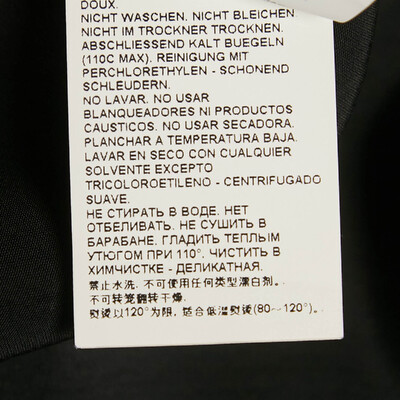 DOUX.
NICHT WASCHEN. NICHT BLEICHEN
NICHT IM TROCKNER TROCKNEN.
ABSCHLIESSEND KALT BUEGELN
(110C MAX). REINIGUNG MIT
PERCHLORETHYLEN - SCHONEND
SCHLEUDERN.
NO LAVAR. NO USAR
BLANQUEADORES NI PRODUCTOS
CAUSTICOS. NO USAR SECADORA.
PLANCHAR A TEMPERATURA BAJA.
LAVAR EN SECO CON CUALQUIER
SOLVENTE EXCEPTO
TRICOLOROETILENO - CENTRIFUGADO
SUAVE.
НЕ СТИРАТЬ В ВОДЕ. НЕТ
ОТБЕЛИВАТЬ. НЕ СУШИТЬ В
БАРАБАНЕ. ГЛАДИТЬ ТЕПЛЫМ
УТЮГОМ ПРИ 110°. ЧИСТИТЬ В
ХИМЧИСТКЕ - ДЕЛИКАТНАЯ.
禁止水洗. 不可使用任何类型漂白剂。
不可转笼翻转干燥.
熨烫以120°为限, 适合低温熨烫(80～120°).